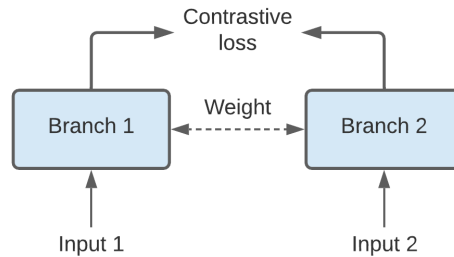 Contrastive
loss
Weight
Branch 1
Branch 2
Input 1
Input 2